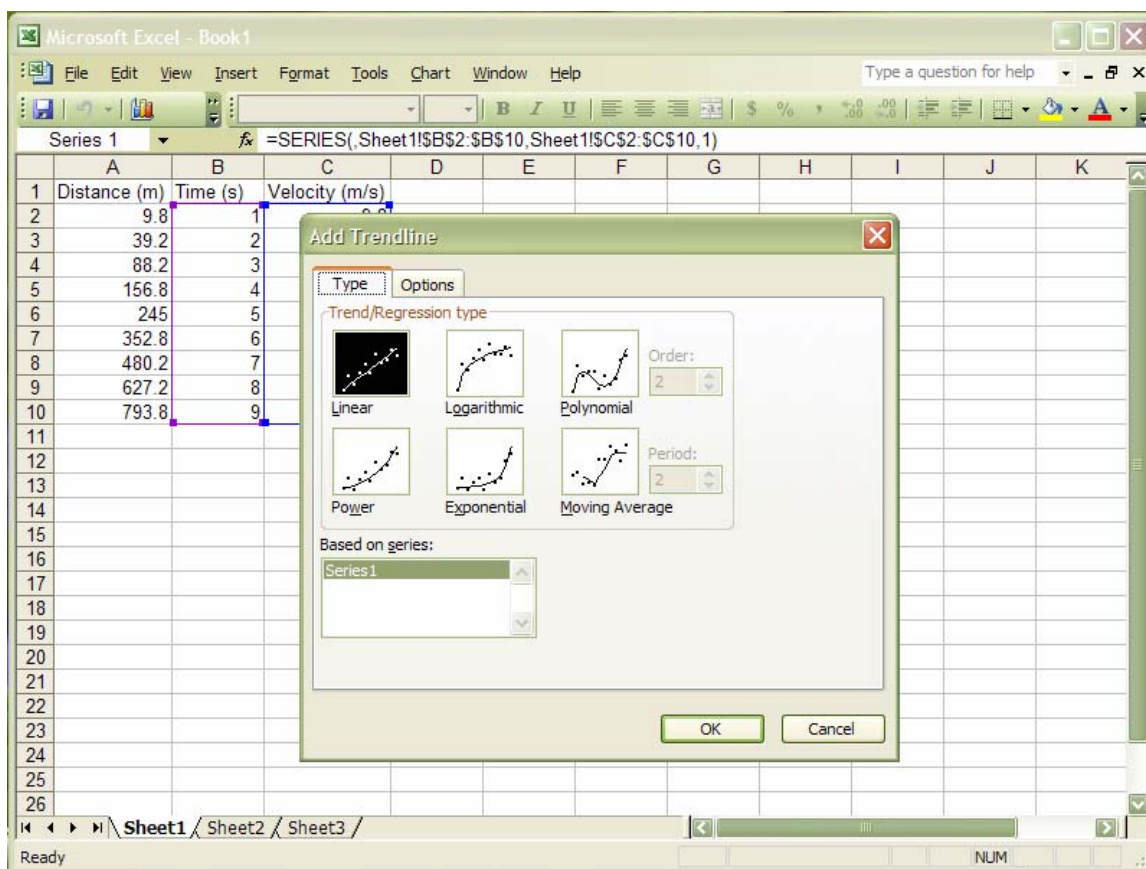 Microsoft Excel - Book1
File Edit View Insert Format Tools Chart Window Help Type a question for help
B I U $ % ,
Series 1 fx =SERIES(,Sheet1!$B$2:$B$10,Sheet1!$C$2:$C$10,1)
A B C D E F G H I J K
1 Distance (m) Time (s) Velocity (m/s)
2 9.8 1
3 39.2 2
4 88.2 3
5 156.8 4
6 245 5
7 352.8 6
8 480.2 7
9 627.2 8
10 793.8 9
11
12
13
14
15
16
17
18
19
20
21
22
23
24
25
26
Add Trendline
Type Options
Trend/Regression type
Order:
2
Linear Logarithmic Polynomial
Period:
2
Power Exponential Moving Average
Based on series:
Series1
OK Cancel
Sheet1 Sheet2 Sheet3
Ready NUM